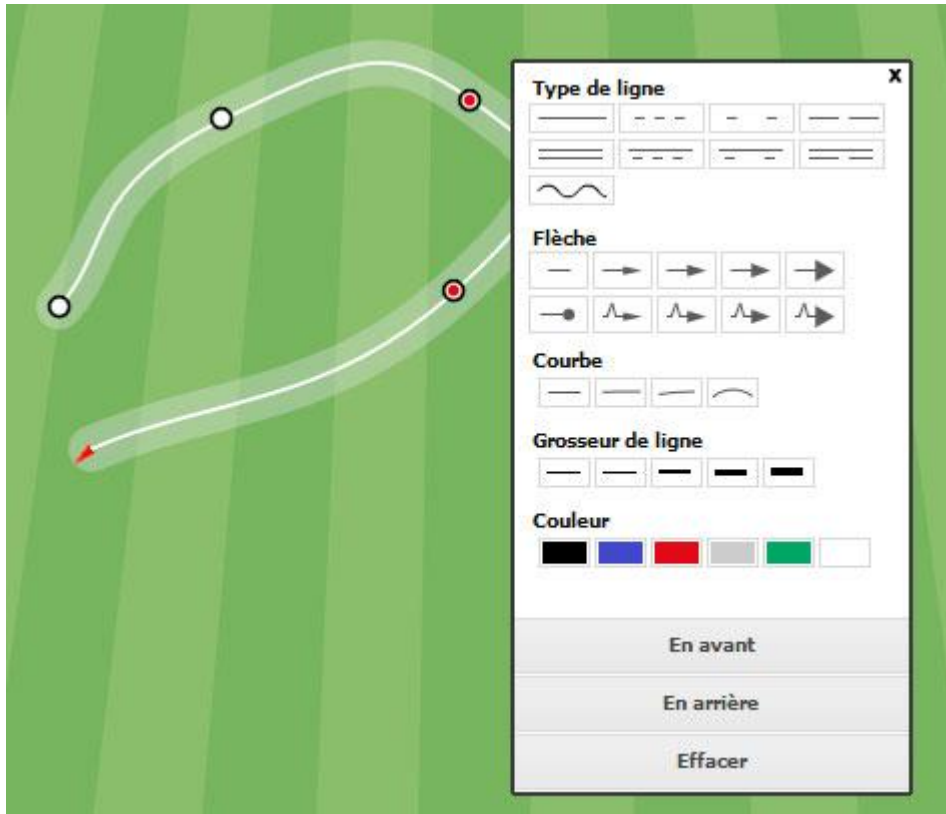 x
Type de ligne
Flèche
Courbe
Grosseur de ligne
Couleur
En avant
En arrière
Effacer